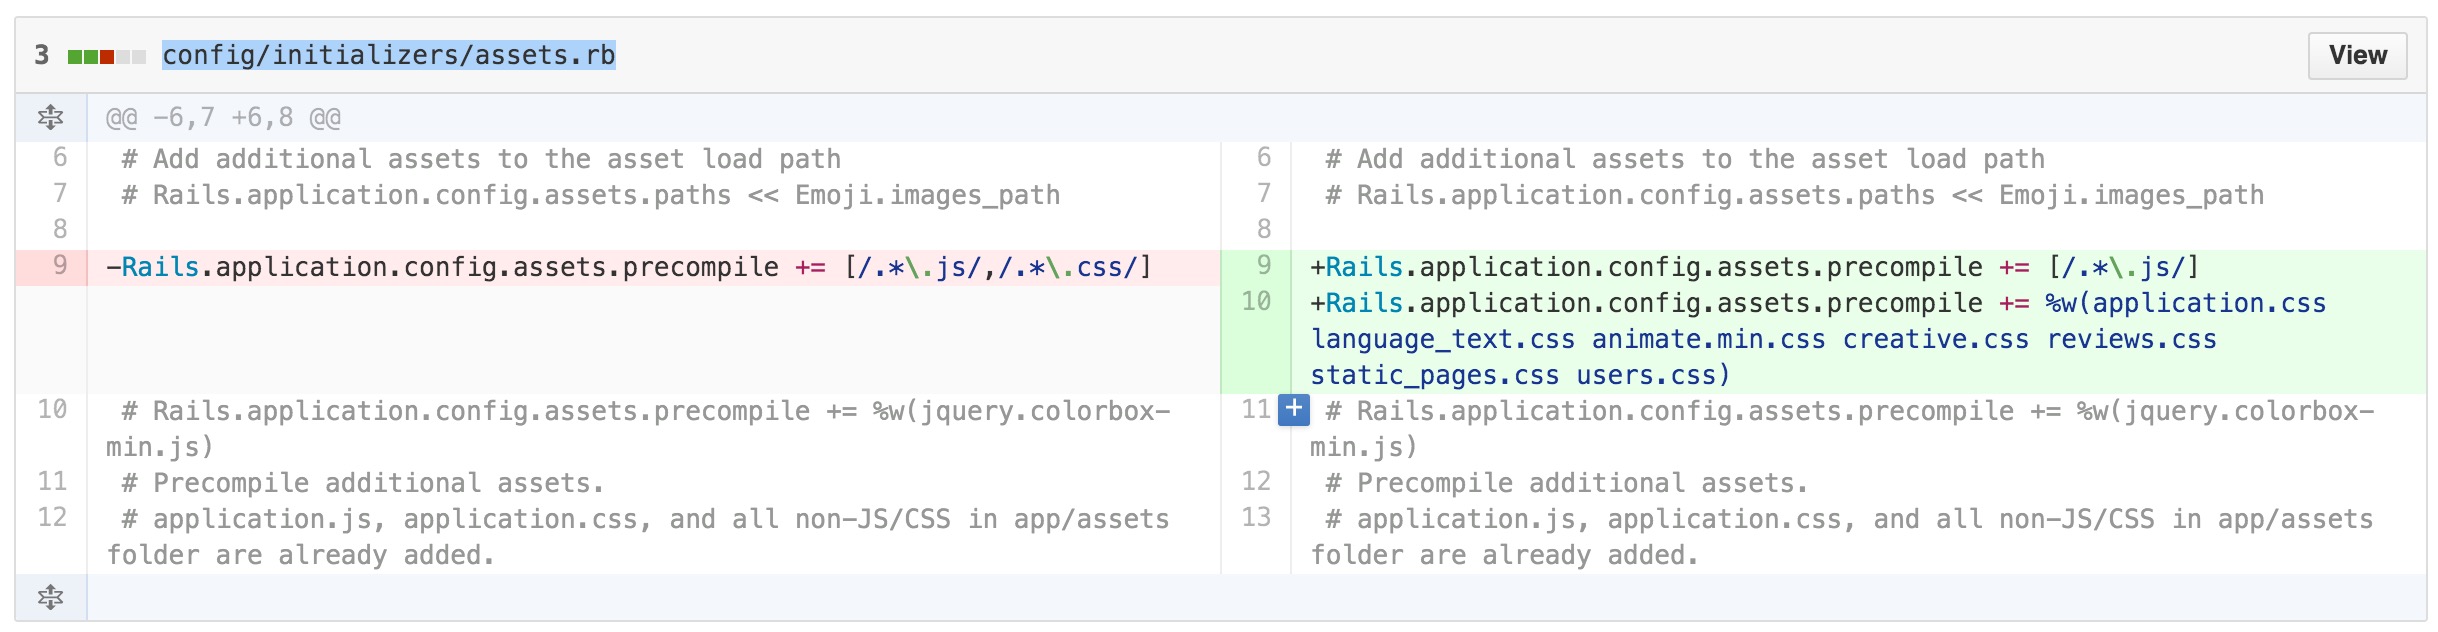 3 config/initializers/assets.rb View
@@ -6,7 +6,8 @@
6 # Add additional assets to the asset load path
7 # Rails.application.config.assets.paths << Emoji.images_path
8
9 -Rails.application.config.assets.precompile += [/.*\.js/,/.*\.css/]
10 # Rails.application.config.assets.precompile += %w(jquery.colorbox-
min.js)
11 # Precompile additional assets.
12 # application.js, application.css, and all non-JS/CSS in app/assets
folder are already added.
6 # Add additional assets to the asset load path
7 # Rails.application.config.assets.paths << Emoji.images_path
8
9 +Rails.application.config.assets.precompile += [/.*\.js/]
10 +Rails.application.config.assets.precompile += %w(application.css
language_text.css animate.min.css creative.css reviews.css
static_pages.css users.css)
11 + # Rails.application.config.assets.precompile += %w(jquery.colorbox-
min.js)
12 # Precompile additional assets.
13 # application.js, application.css, and all non-JS/CSS in app/assets
folder are already added.